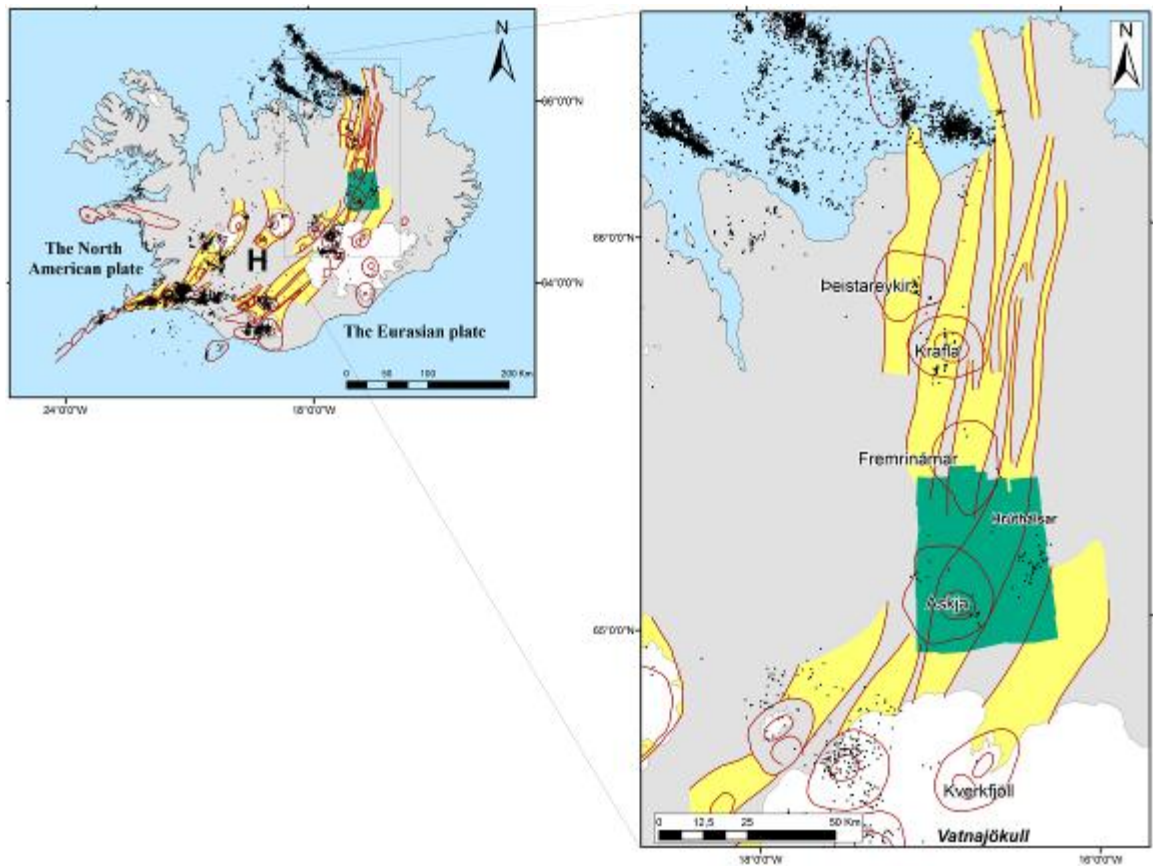 N
66°0'0"N
The North
American plate
H
64°0'0"N
The Eurasian plate
0 50 100 200 Km
24°0'0"W
18°0'0"W
N
66°0'0"N
Þeistareykir
Krafla
Fremrinámar
Hrúthálsar
Askja
65°0'0"N
Kverkfjöll
0 12,5 25 50 Km
Vatnajökull
18°0'0"W
16°0'0"W